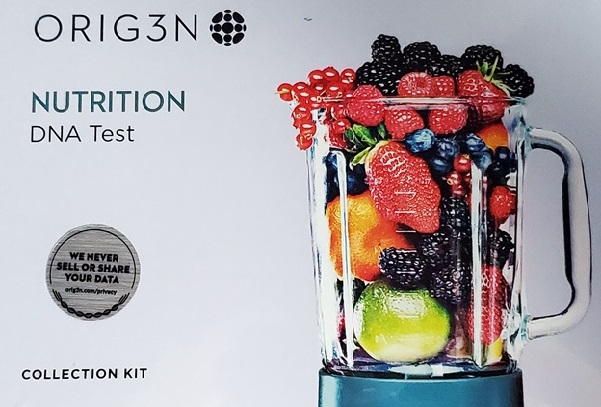 ORIG3N
NUTRITION
DNA Test
WE NEVER
SELL OR SHARE
YOUR DATA
orig3n.com/privacy
COLLECTION KIT